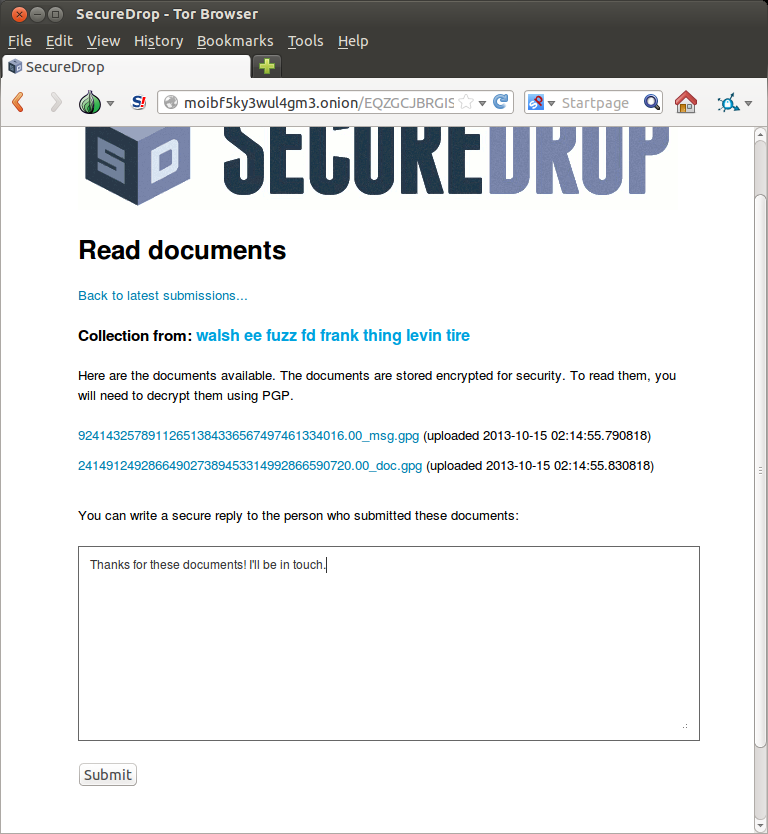 SecureDrop - Tor Browser
File Edit View History Bookmarks Tools Help
SecureDrop
S! moibf5ky3wul4gm3.onion/EQZGCJBRGIS Startpage
SD SECUREDROP
Read documents
Back to latest submissions...
Collection from: walsh ee fuzz fd frank thing levin tire
Here are the documents available. The documents are stored encrypted for security. To read them, you
will need to decrypt them using PGP.
92414325789112651384336567497461334016.00_msg.gpg (uploaded 2013-10-15 02:14:55.790818)
241491249286649027389453314992866590720.00_doc.gpg (uploaded 2013-10-15 02:14:55.830818)
You can write a secure reply to the person who submitted these documents:
Thanks for these documents! I'll be in touch.
Submit